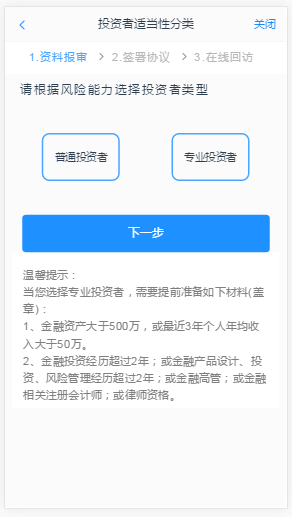 投资者适当性分类
关闭
1.资料报审 > 2.签署协议 > 3.在线回访
请根据风险能力选择投资者类型
普通投资者
专业投资者
下一步
温馨提示：
当您选择专业投资者，需要提前准备如下材料(盖
章)：
1、金融资产大于500万，或最近3年个人年均收
入大于50万。
2、金融投资经历超过2年；或金融产品设计、投
资、风险管理经历超过2年；或金融高管；或金融
相关注册会计师；或律师资格。